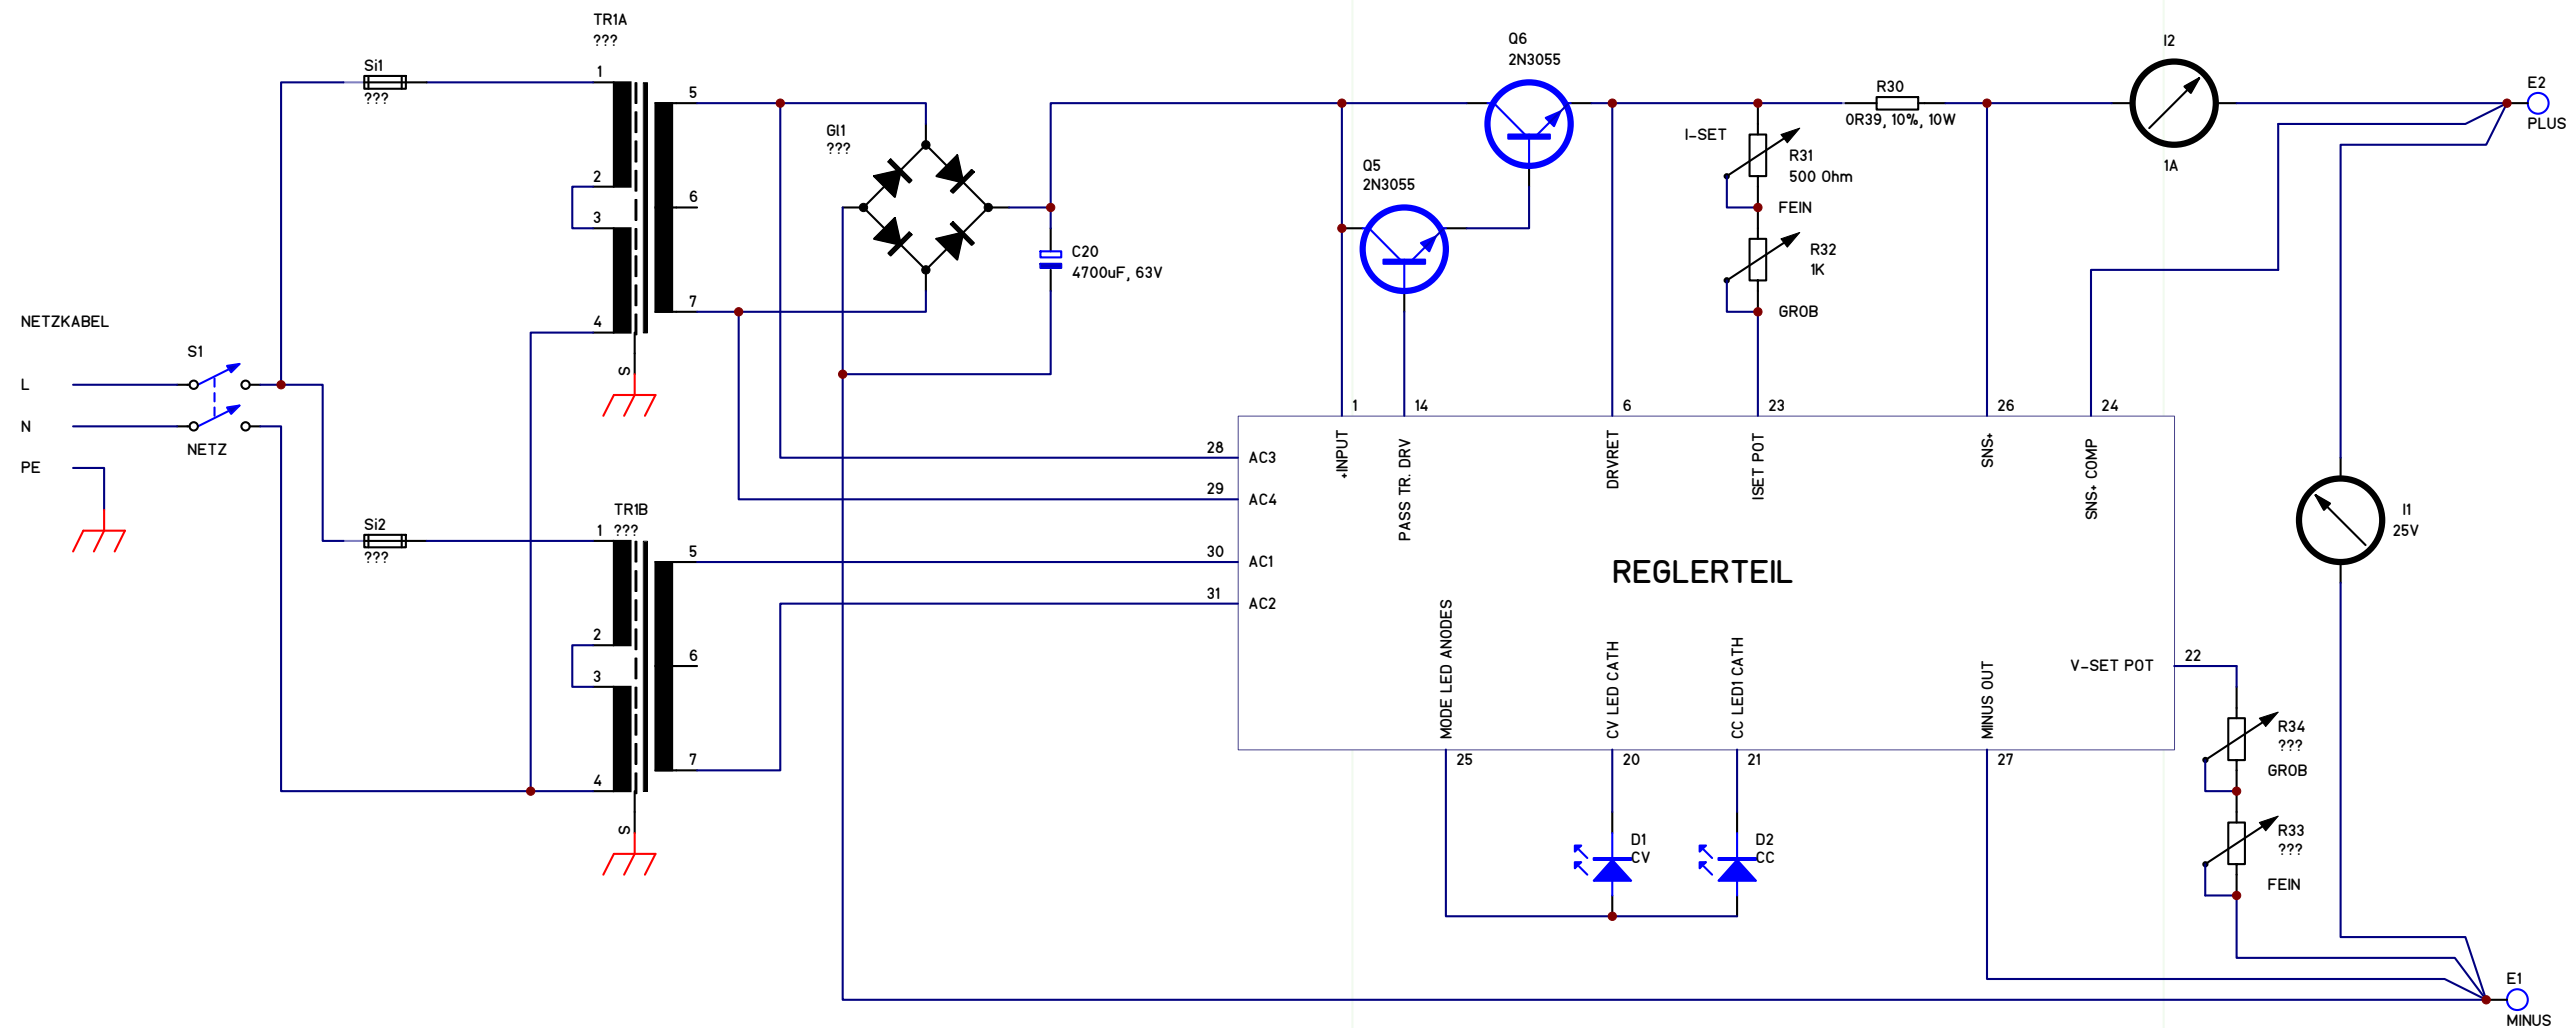 TR1A
???
Si1
???
1
2
3
4
5
6
7
S
Gl1
???
C20
4700uF, 63V
Q6
2N3055
Q5
2N3055
I-SET
R31
500 Ohm
FEIN
R32
1K
GROB
R30
0R39, 10%, 10W
I2
1A
E2
PLUS
NETZKABEL
S1
L
N
PE
NETZ
Si2
???
TR1B
???
1
2
3
4
5
6
7
S
1
14
6
23
26
24
+INPUT
PASS TR. DRV
DRVRET
ISET POT
SNS+
SNS+ COMP
28
AC3
29
AC4
30
AC1
31
AC2
REGLERTEIL
MODE LED ANODES
CV LED CATH
CC LED1 CATH
MINUS OUT
V-SET POT
22
25
20
21
27
I1
25V
R34
???
GROB
R33
???
FEIN
D1
CV
D2
CC
E1
MINUS